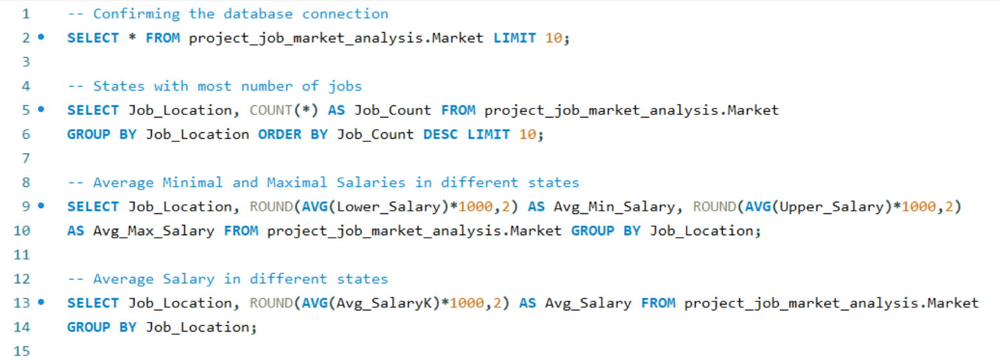 1 -- Confirming the database connection
2 SELECT * FROM project_job_market_analysis.Market LIMIT 10;
3
4 -- States with most number of jobs
5 SELECT Job_Location, COUNT(*) AS Job_Count FROM project_job_market_analysis.Market
6 GROUP BY Job_Location ORDER BY Job_Count DESC LIMIT 10;
7
8 -- Average Minimal and Maximal Salaries in different states
9 SELECT Job_Location, ROUND(AVG(Lower_Salary)*1000,2) AS Avg_Min_Salary, ROUND(AVG(Upper_Salary)*1000,2)
10 AS Avg_Max_Salary FROM project_job_market_analysis.Market GROUP BY Job_Location;
11
12 -- Average Salary in different states
13 SELECT Job_Location, ROUND(AVG(Avg_SalaryK)*1000,2) AS Avg_Salary FROM project_job_market_analysis.Market
14 GROUP BY Job_Location;
15